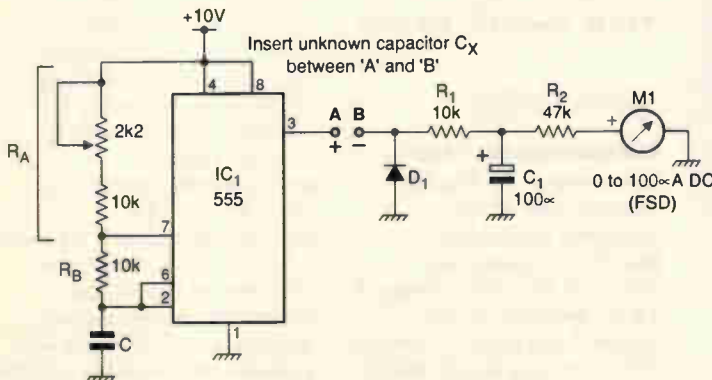 +10V
Insert unknown capacitor CX
between 'A' and 'B'
4
8
RA
2k2
10k
7
RB
10k
6
2
C
IC1
555
3
1
A
B
+
−
D1
R1
10k
+
C1
100∝
R2
47k
+
M1
0 to 100∝A DC
(FSD)